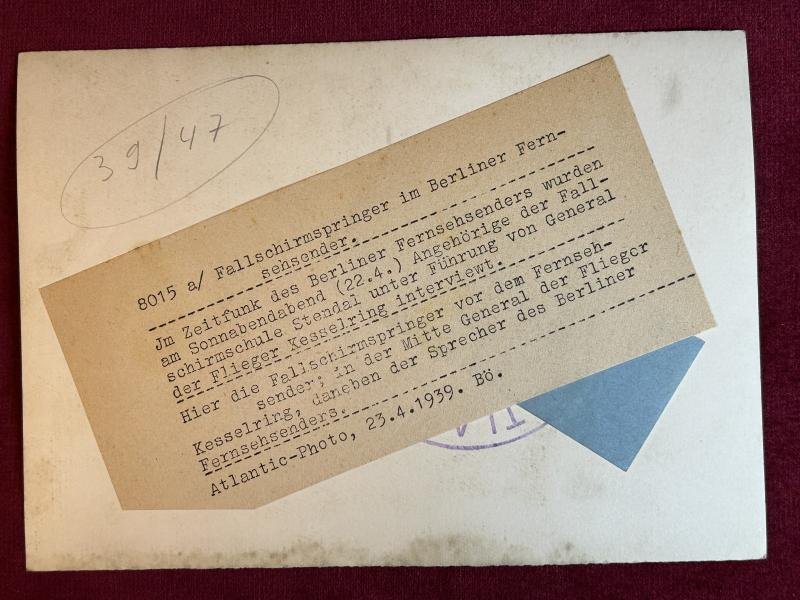 39/47
8015 a/ Fallschirmspringer im Berliner Fern-
sehsender.
Jm Zeitfunk des Berliner Fernsehsenders wurden
am Sonnabendabend (22.4.) Angehörige der Fall-
schirmschule Stendal unter Führung von General
der Flieger Kesselring interviewt.
Hier die Fallschirmspringer vor dem Fernseh-
sender; in der Mitte General der Flieger
Kesselring, daneben der Sprecher des Berliner
Fernsehsenders.
Atlantic-Photo, 23.4.1939. Bö.